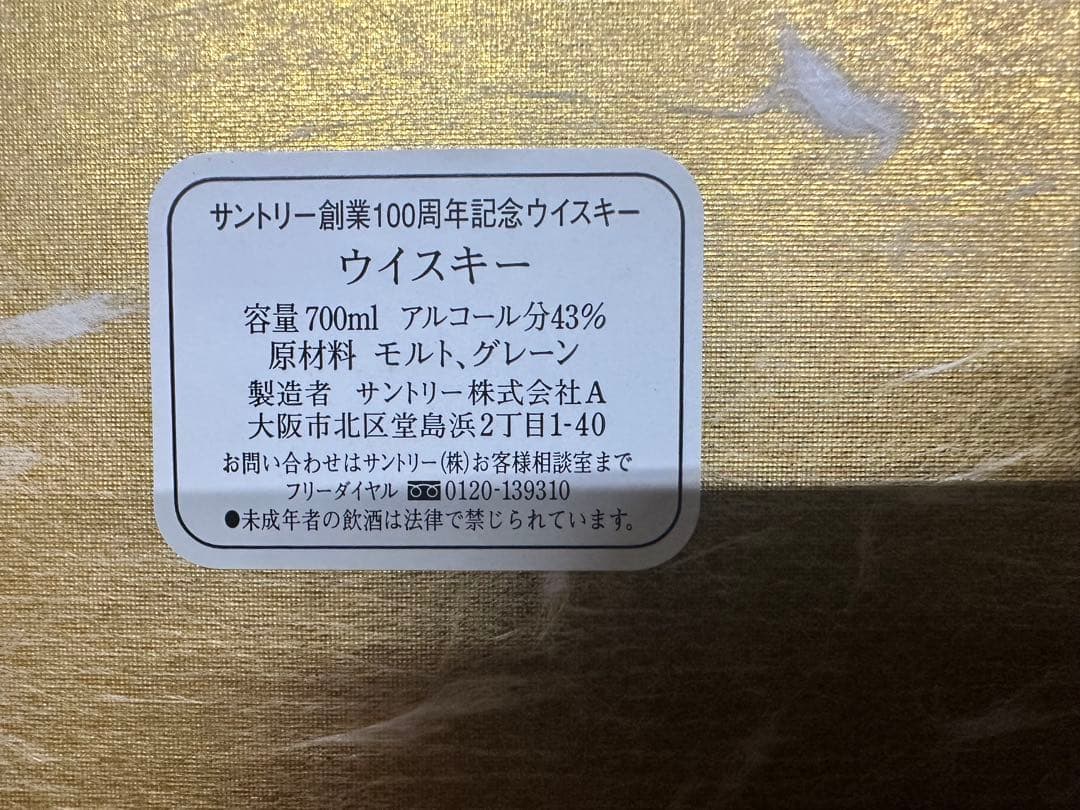 サントリー創業100周年記念ウイスキー
ウイスキー
容量 700ml アルコール分43%
原材料 モルト、グレーン
製造者 サントリー株式会社A
大阪市北区堂島浜2丁目1-40
お問い合わせはサントリー(株)お客様相談室まで
フリーダイヤル 0120-139310
●未成年者の飲酒は法律で禁じられています。